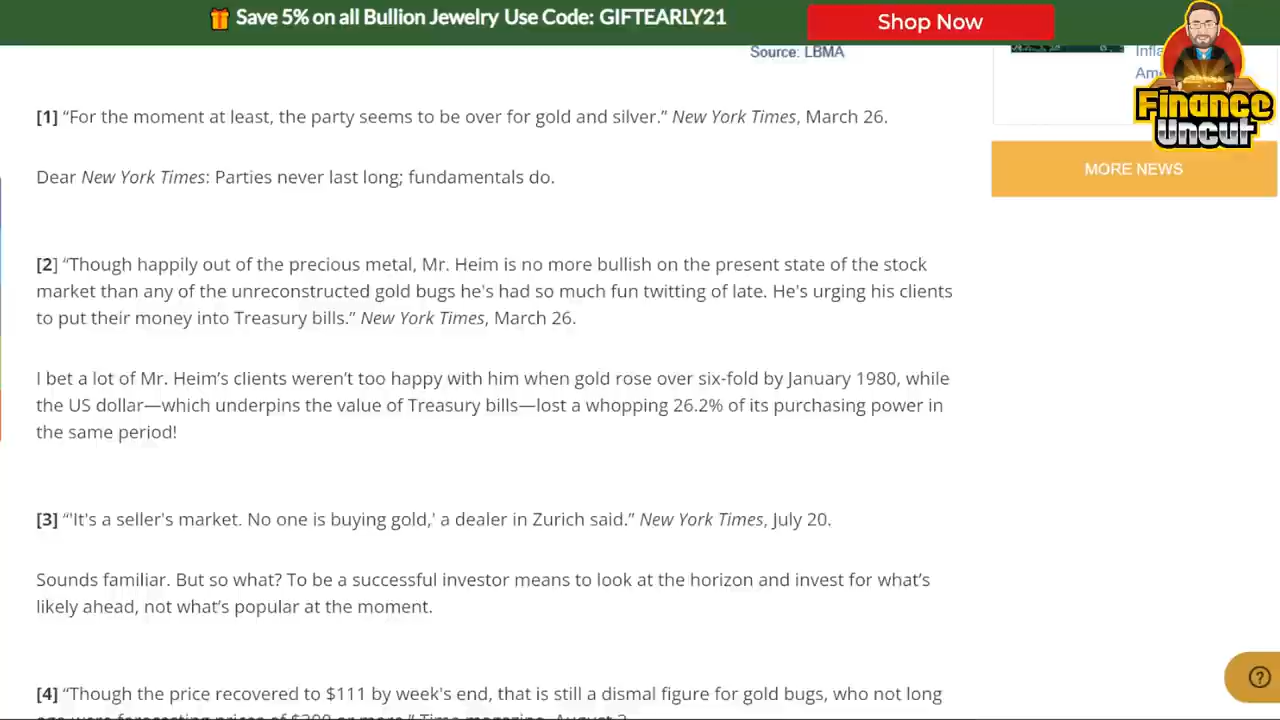 Save 5% on all Bullion Jewelry Use Code: GIFTEARLY21
Shop Now
Source: LBMA
Finance
Uncut
MORE NEWS
[1] “For the moment at least, the party seems to be over for gold and silver.” New York Times, March 26.
Dear New York Times: Parties never last long; fundamentals do.
[2] “Though happily out of the precious metal, Mr. Heim is no more bullish on the present state of the stock
market than any of the unreconstructed gold bugs he's had so much fun twitting of late. He's urging his clients
to put their money into Treasury bills.” New York Times, March 26.
I bet a lot of Mr. Heim’s clients weren’t too happy with him when gold rose over six-fold by January 1980, while
the US dollar—which underpins the value of Treasury bills—lost a whopping 26.2% of its purchasing power in
the same period!
[3] “'It's a seller's market. No one is buying gold,' a dealer in Zurich said.” New York Times, July 20.
Sounds familiar. But so what? To be a successful investor means to look at the horizon and invest for what’s
likely ahead, not what’s popular at the moment.
[4] “Though the price recovered to $111 by week's end, that is still a dismal figure for gold bugs, who not long